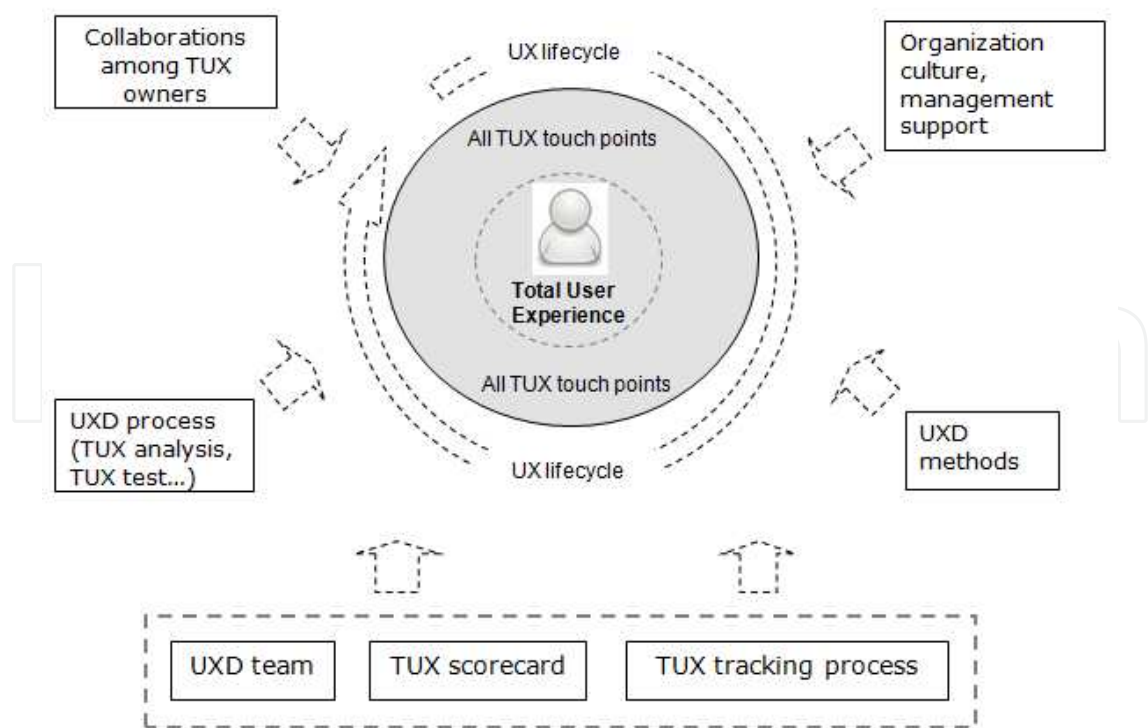 Collaborations
among TUX
owners
UX lifecycle
Organization
culture,
management
support
All TUX touch points
Total User
Experience
All TUX touch points
UXD process
(TUX analysis,
TUX test...)
UXD
methods
UX lifecycle
UXD team
TUX scorecard
TUX tracking process